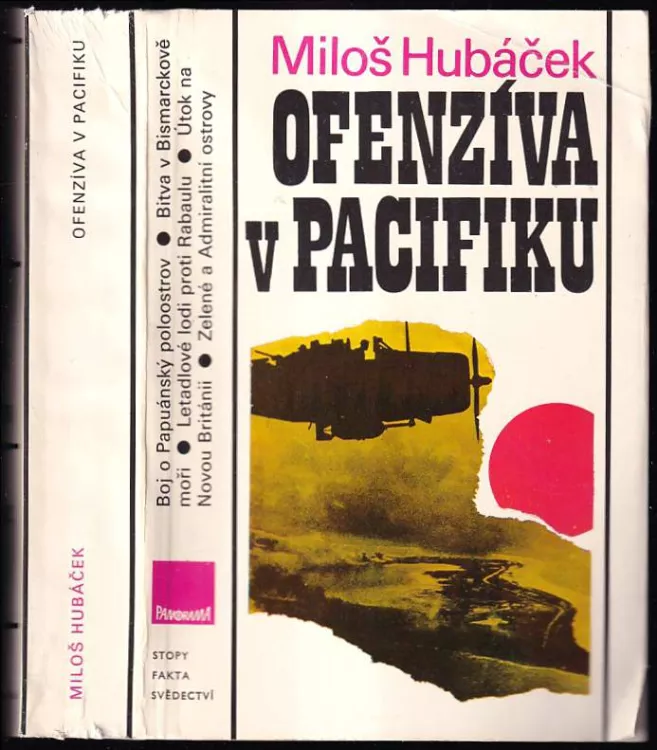 OFENZÍVA V PACIFIKU
MILOŠ HUBÁČEK
Boj o Papuánský poloostrov ● Bitva v Bismarckově
moři ● Letadlové lodi proti Rabaulu ● Útok na
Novou Británii ● Zelené a Admiralitní ostrovy
PANORAMA
STOPY
FAKTA
SVĚDECTVÍ
Miloš Hubáček
OFENZÍVA
V PACIFIKU